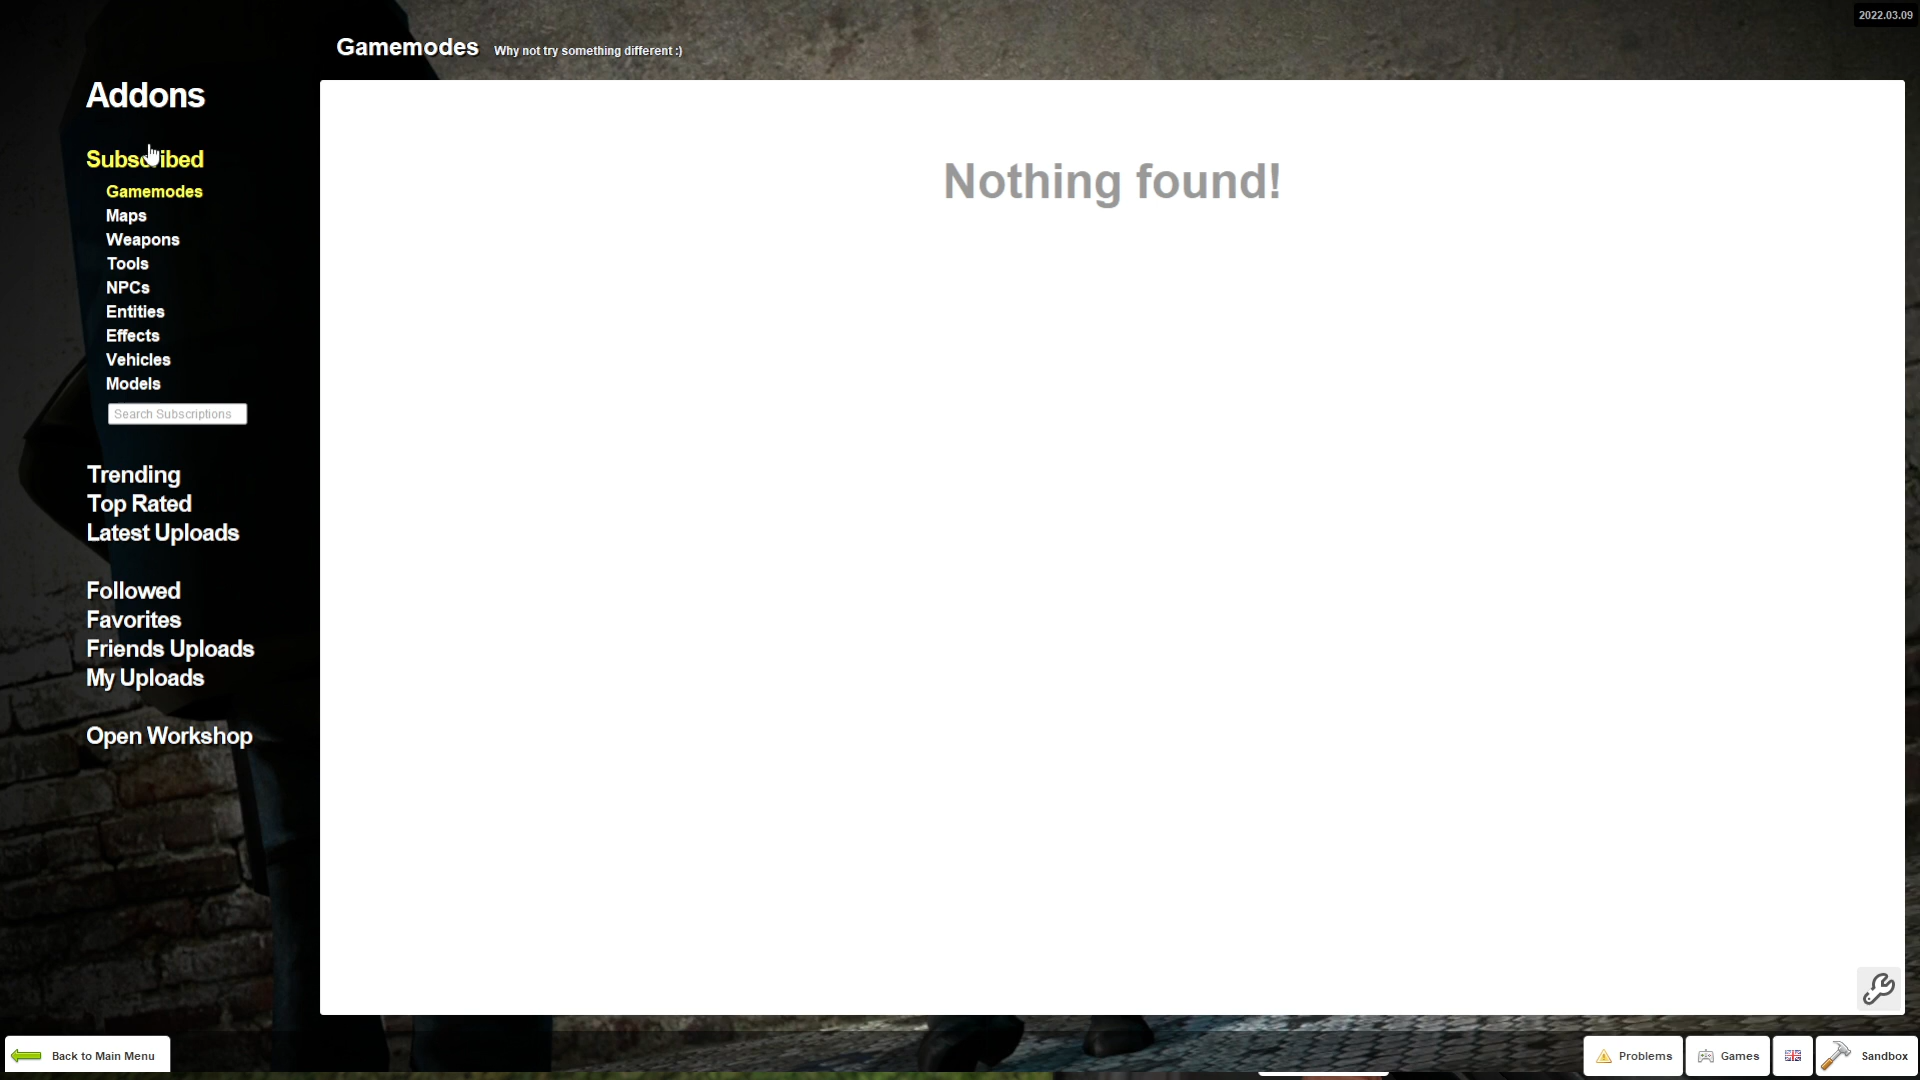 2022.03.09
Gamemodes Why not try something different :)
Addons
Subscribed
Gamemodes
Maps
Weapons
Tools
NPCs
Entities
Effects
Vehicles
Models
Search Subscriptions
Nothing found!
Trending
Top Rated
Latest Uploads
Followed
Favorites
Friends Uploads
My Uploads
Open Workshop
Back to Main Menu
Problems
Games
Sandbox